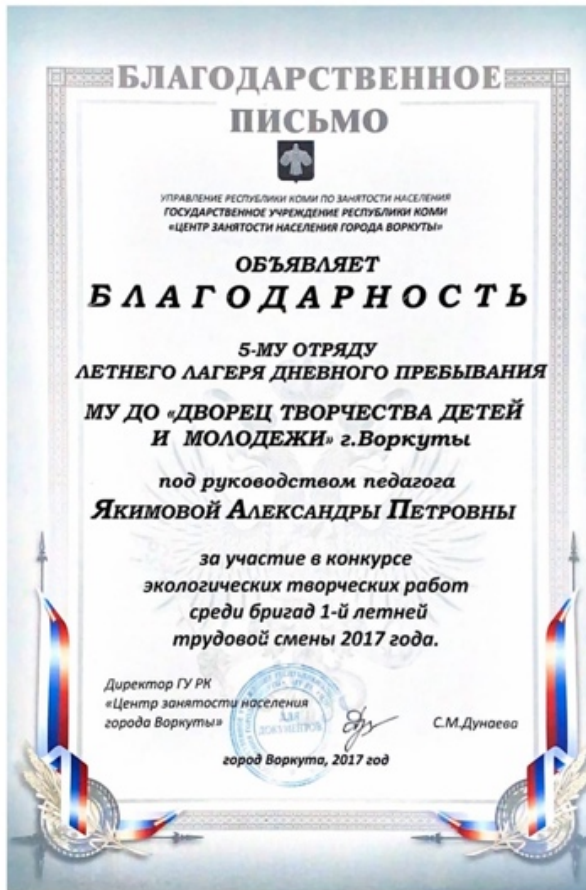 БЛАГОДАРСТВЕННОЕ
ПИСЬМО
УПРАВЛЕНИЕ РЕСПУБЛИКИ КОМИ ПО ЗАНЯТОСТИ НАСЕЛЕНИЯ
ГОСУДАРСТВЕННОЕ УЧРЕЖДЕНИЕ РЕСПУБЛИКИ КОМИ
«ЦЕНТР ЗАНЯТОСТИ НАСЕЛЕНИЯ ГОРОДА ВОРКУТЫ»
ОБЪЯВЛЯЕТ
БЛАГОДАРНОСТЬ
5-МУ ОТРЯДУ
ЛЕТНЕГО ЛАГЕРЯ ДНЕВНОГО ПРЕБЫВАНИЯ
МУ ДО «ДВОРЕЦ ТВОРЧЕСТВА ДЕТЕЙ
И МОЛОДЕЖИ» г.Воркуты
под руководством педагога
ЯКИМОВОЙ АЛЕКСАНДРЫ ПЕТРОВНЫ
за участие в конкурсе
экологических творческих работ
среди бригад 1-й летней
трудовой смены 2017 года.
Директор ГУ РК
«Центр занятости населения
города Воркуты»
ДЛЯ
ДОКУМЕНТОВ
С.М.Дунаева
город Воркута, 2017 год